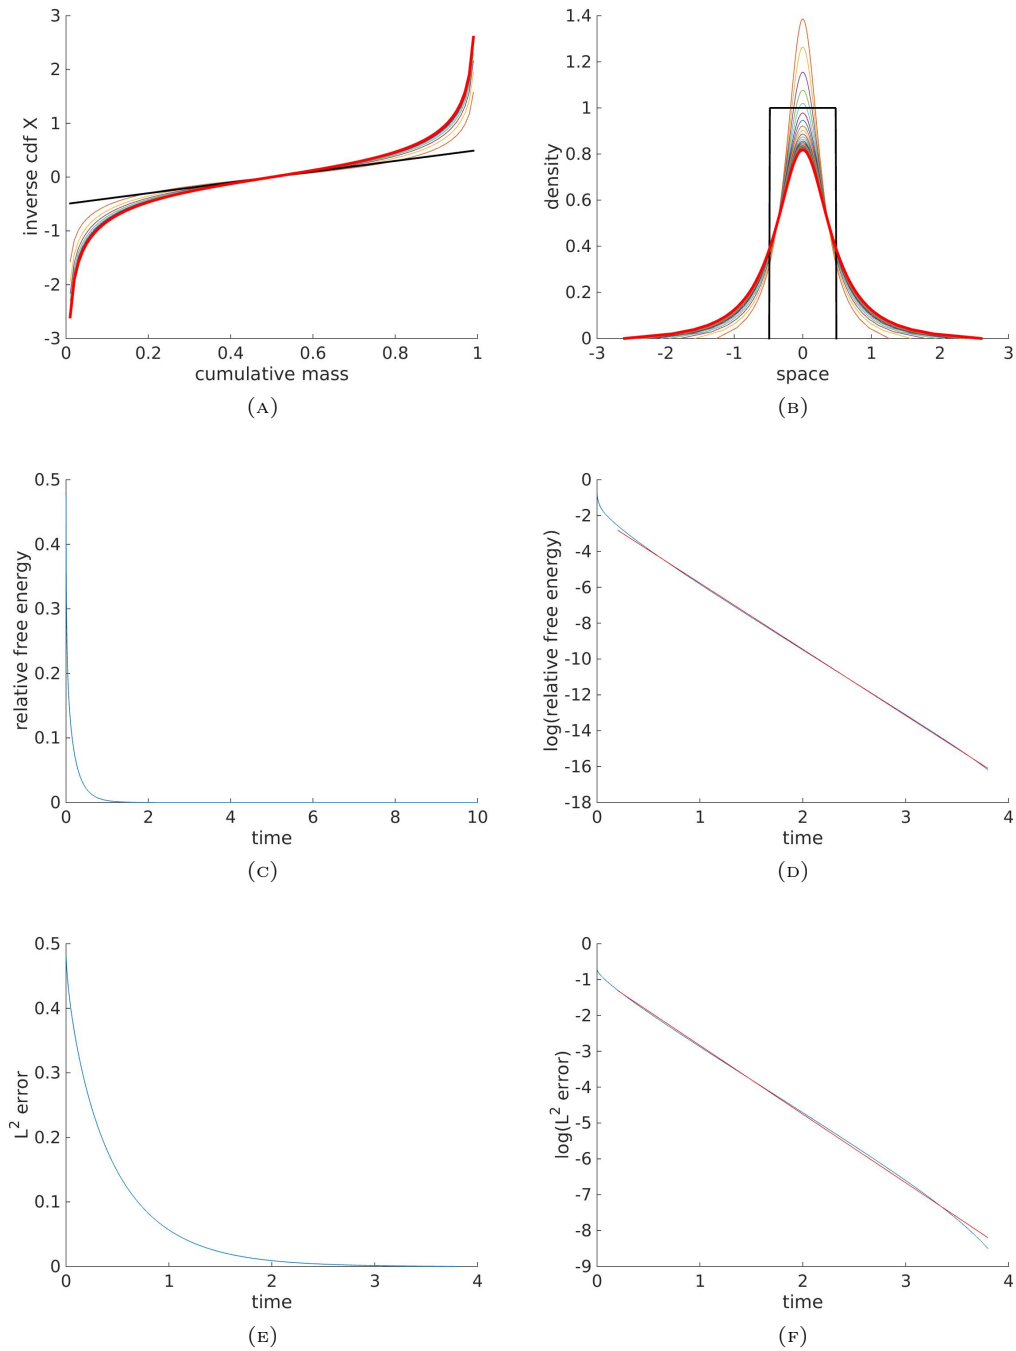 3
2
1
0
-1
-2
-3
inverse cdf X
0 0.2 0.4 0.6 0.8 1
cumulative mass
(A)
1.4
1.2
1
0.8
0.6
0.4
0.2
0
density
-3 -2 -1 0 1 2 3
space
(B)
0.5
0.4
0.3
0.2
0.1
0
relative free energy
0 2 4 6 8 10
time
(C)
0
-2
-4
-6
-8
-10
-12
-14
-16
-18
log(relative free energy)
0 1 2 3 4
time
(D)
0.5
0.4
0.3
0.2
0.1
0
L² error
0 1 2 3 4
time
(E)
0
-1
-2
-3
-4
-5
-6
-7
-8
-9
log(L² error)
0 1 2 3 4
time
(F)